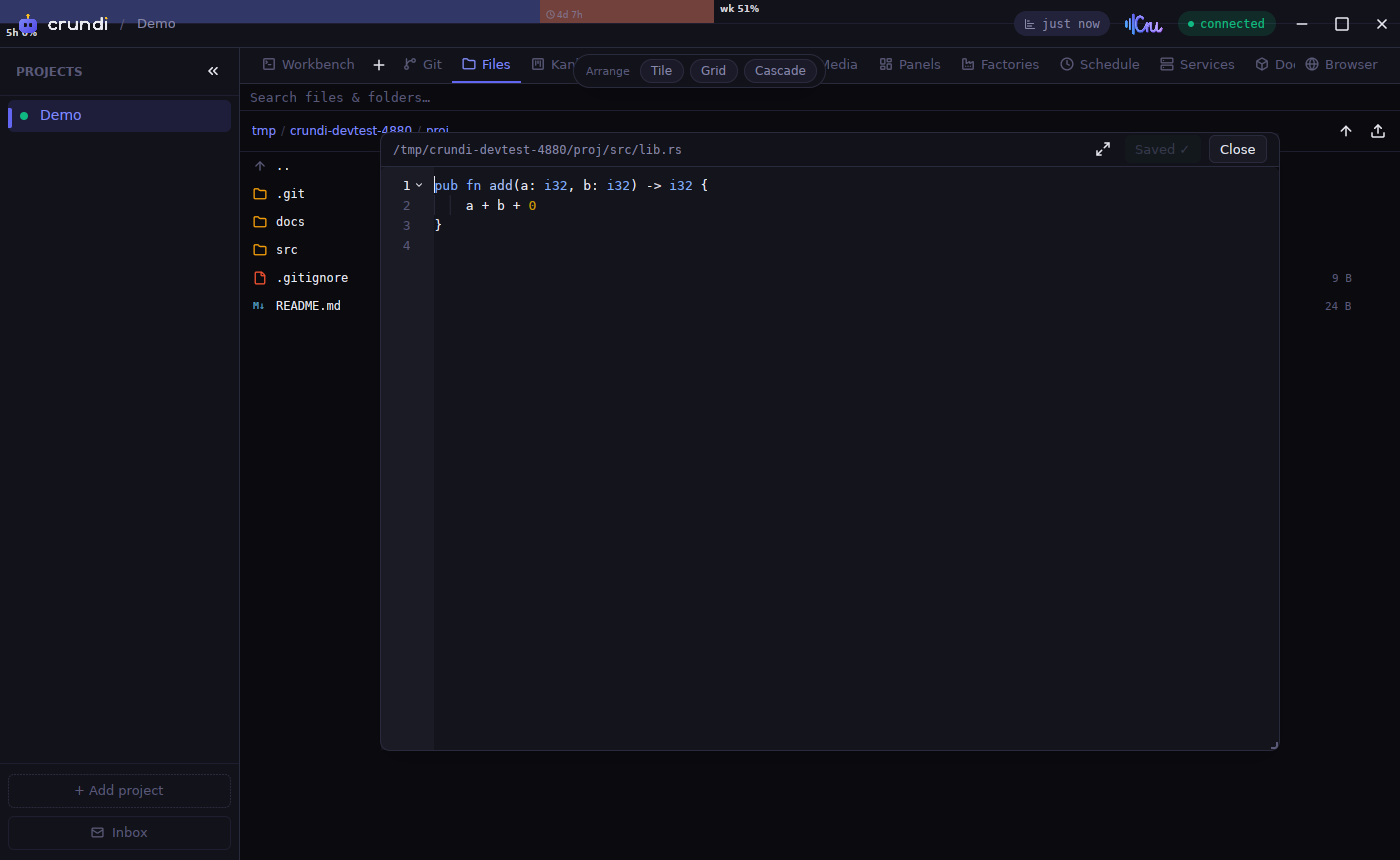 5h 0%
crundi / Demo
4d 7h
wk 51%
just now
Cru
connected
PROJECTS
Demo
Workbench
Git
Files
Kan
Arrange
Tile
Grid
Cascade
Media
Panels
Factories
Schedule
Services
Doc
Browser
Search files & folders…
tmp / crundi-devtest-4880 / proj
/tmp/crundi-devtest-4880/proj/src/lib.rs
Saved ✓
Close
..
.git
docs
src
.gitignore
9 B
README.md
24 B
1 pub fn add(a: i32, b: i32) -> i32 {
2 a + b + 0
3 }
4
+ Add project
Inbox